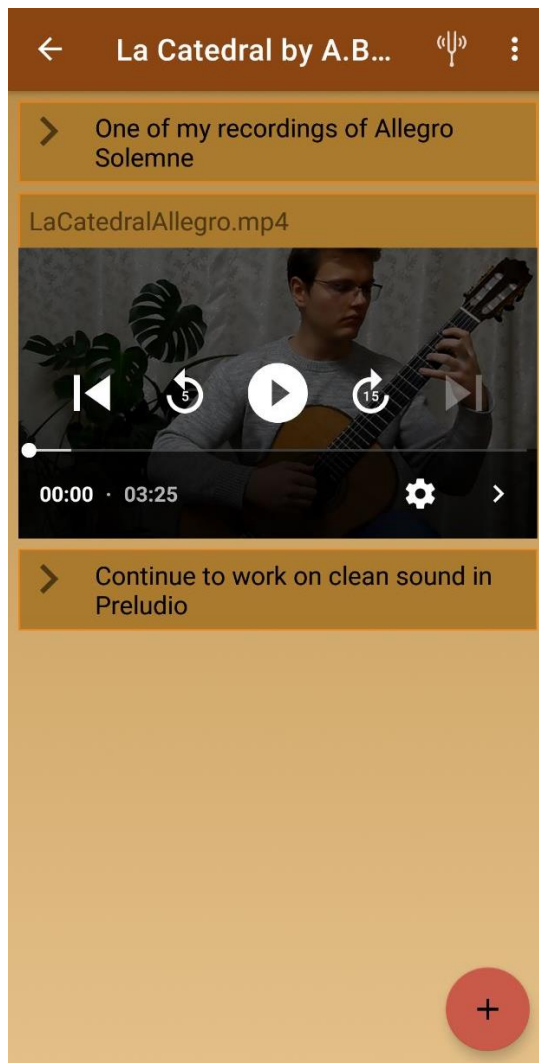 La Catedral by A.B...
One of my recordings of Allegro
Solemne
LaCatedralAllegro.mp4
5
15
00:00 · 03:25
Continue to work on clean sound in
Preludio
+